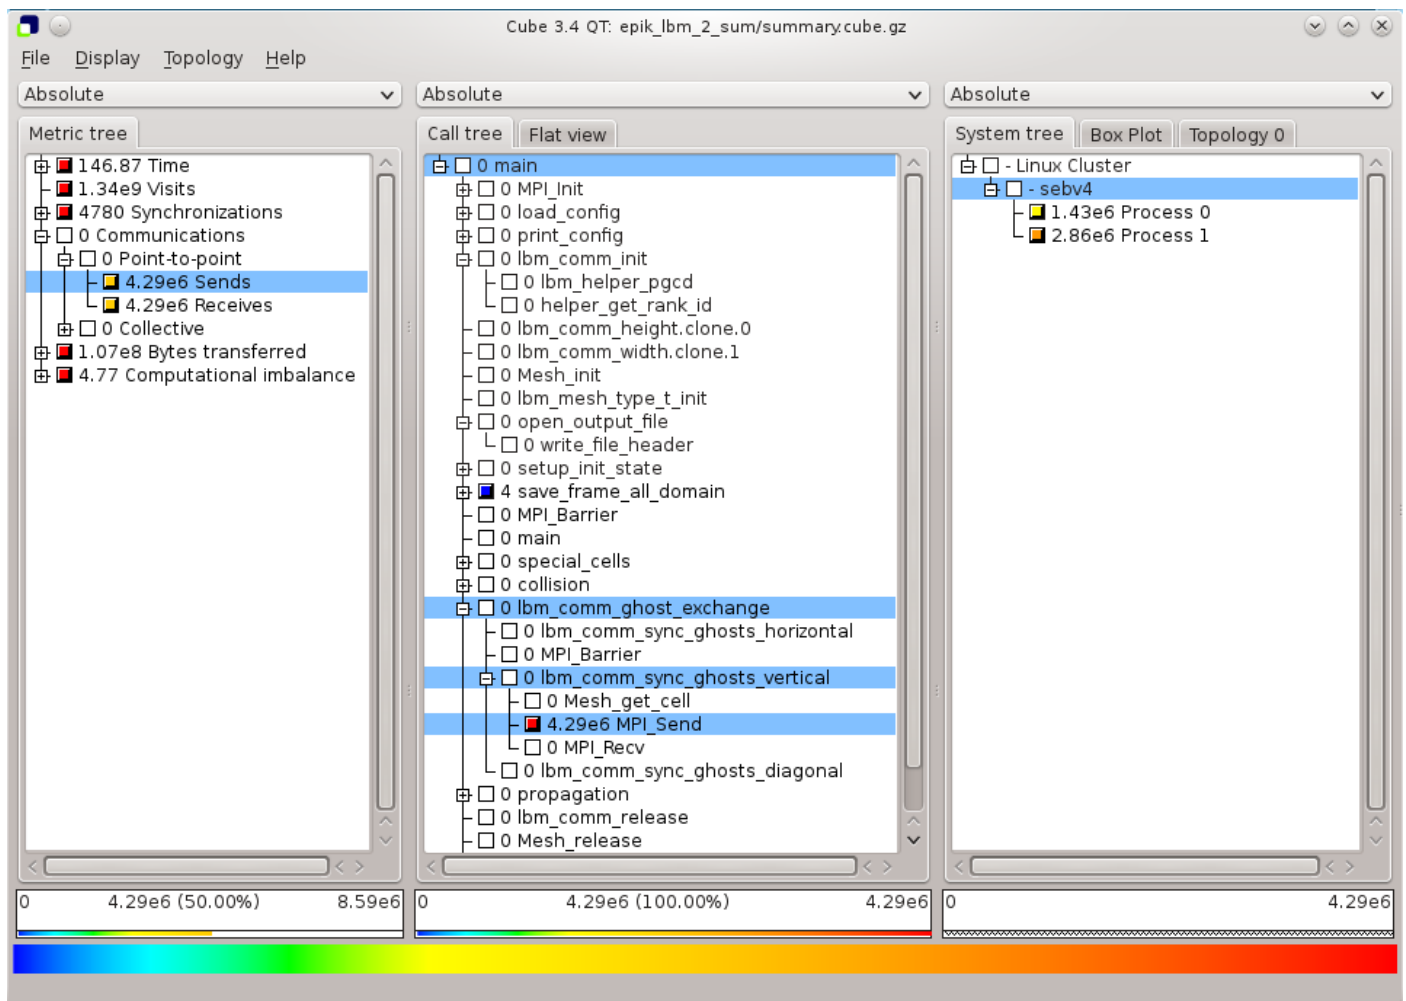 Cube 3.4 QT: epik_lbm_2_sum/summary.cube.gz
File Display Topology Help
Absolute
Absolute
Absolute
Metric tree
146.87 Time
1.34e9 Visits
4780 Synchronizations
0 Communications
0 Point-to-point
4.29e6 Sends
4.29e6 Receives
0 Collective
1.07e8 Bytes transferred
4.77 Computational imbalance
0 4.29e6 (50.00%) 8.59e6
Call tree Flat view
0 main
0 MPI_Init
0 load_config
0 print_config
0 lbm_comm_init
0 lbm_helper_pgcd
0 helper_get_rank_id
0 lbm_comm_height.clone.0
0 lbm_comm_width.clone.1
0 Mesh_init
0 lbm_mesh_type_t_init
0 open_output_file
0 write_file_header
0 setup_init_state
4 save_frame_all_domain
0 MPI_Barrier
0 main
0 special_cells
0 collision
0 lbm_comm_ghost_exchange
0 lbm_comm_sync_ghosts_horizontal
0 MPI_Barrier
0 lbm_comm_sync_ghosts_vertical
0 Mesh_get_cell
4.29e6 MPI_Send
0 MPI_Recv
0 lbm_comm_sync_ghosts_diagonal
0 propagation
0 lbm_comm_release
0 Mesh_release
0 4.29e6 (100.00%) 4.29e6
System tree Box Plot Topology 0
- Linux Cluster
- sebv4
1.43e6 Process 0
2.86e6 Process 1
0 4.29e6